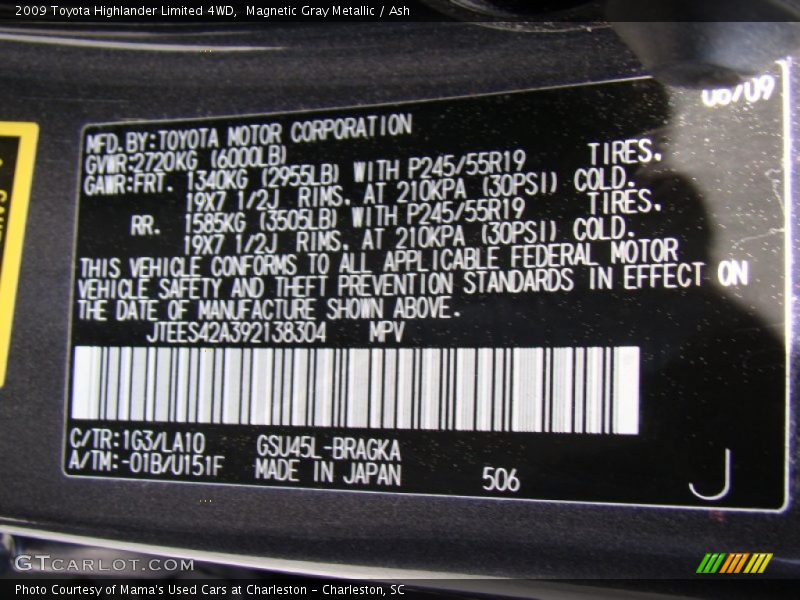 2009 Toyota Highlander Limited 4WD,  Magnetic Gray Metallic / Ash
06/09
MFD. BY: TOYOTA MOTOR CORPORATION
GVWR: 2720KG (6000LB)
GAWR: FRT. 1340KG (2955LB) WITH P245/55R19 TIRES.
19X7 1/2J RIMS. AT 210KPA (30PSI) COLD.
RR. 1585KG (3505LB) WITH P245/55R19 TIRES.
19X7 1/2J RIMS. AT 210KPA (30PSI) COLD.
THIS VEHICLE CONFORMS TO ALL APPLICABLE FEDERAL MOTOR
VEHICLE SAFETY AND THEFT PREVENTION STANDARDS IN EFFECT ON
THE DATE OF MANUFACTURE SHOWN ABOVE.
JTEES42A392138304 MPV
C/TR: 1G3/LA10 GSU45L-BRAGKA
A/TM: -01B/U151F MADE IN JAPAN 506
J
GTCARLOT.COM
Photo Courtesy of Mama's Used Cars at Charleston - Charleston, SC